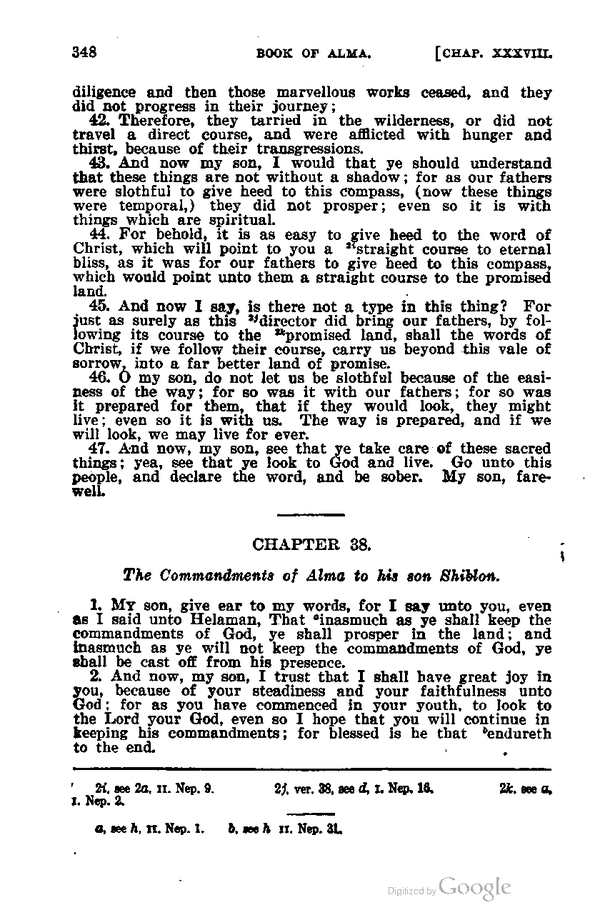 348 BOOK OF ALMA. [CHAP. XXXVIII.
diligence and then those marvellous works ceased, and they
did not progress in their journey;
42. Therefore, they tarried in the wilderness, or did not
travel a direct course, and were afflicted with hunger and
thirst, because of their transgressions.
43. And now my son, I would that ye should understand
that these things are not without a shadow; for as our fathers
were slothful to give heed to this compass, (now these things
were temporal,) they did not prosper; even so it is with
things which are spiritual.
44. For behold, it is as easy to give heed to the word of
Christ, which will point to you a 2istraight course to eternal
bliss, as it was for our fathers to give heed to this compass,
which would point unto them a straight course to the promised
land.
45. And now I say, is there not a type in this thing? For
just as surely as this 2jdirector did bring our fathers, by fol-
lowing its course to the 2kpromised land, shall the words of
Christ, if we follow their course, carry us beyond this vale of
sorrow, into a far better land of promise.
46. O my son, do not let us be slothful because of the easi-
ness of the way; for so was it with our fathers; for so was
it prepared for them, that if they would look, they might
live; even so it is with us. The way is prepared, and if we
will look, we may live for ever.
47. And now, my son, see that ye take care of these sacred
things; yea, see that ye look to God and live. Go unto this
people, and declare the word, and be sober. My son, fare-
well.
CHAPTER 38.
The Commandments of Alma to his son Shiblon.
1. My son, give ear to my words, for I say unto you, even
as I said unto Helaman, That ainasmuch as ye shall keep the
commandments of God, ye shall prosper in the land; and
inasmuch as ye will not keep the commandments of God, ye
shall be cast off from his presence.
2. And now, my son, I trust that I shall have great joy in
you, because of your steadiness and your faithfulness unto
God; for as you have commenced in your youth, to look to
the Lord your God, even so I hope that you will continue in
keeping his commandments; for blessed is he that bendureth
to the end.
2i, see 2a, II. Nep. 9. 2j, ver. 38, see d, I. Nep. 16. 2k, see a,
I. Nep. 2.
a, see h, II. Nep. 1. b, see h II. Nep. 31.
Digitized by Google